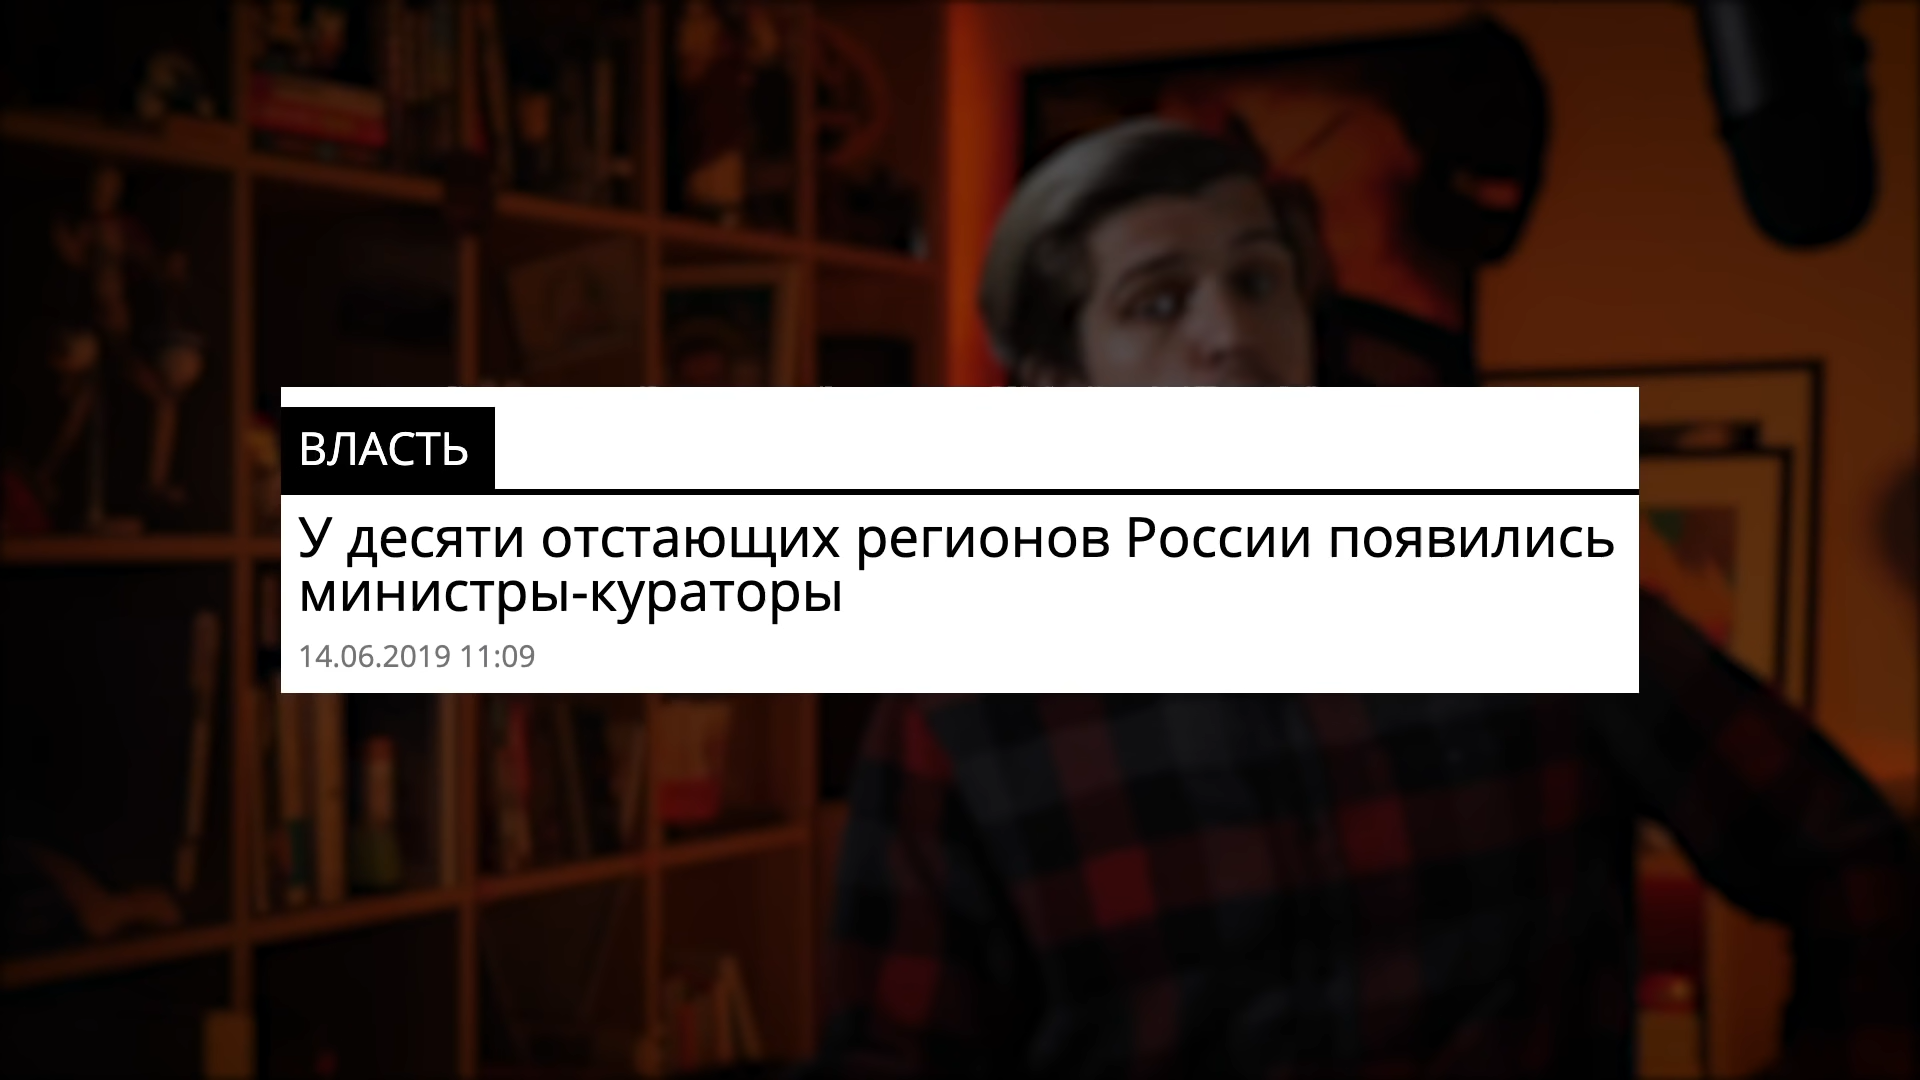 ВЛАСТЬ
У десяти отстающих регионов России появились
министры-кураторы
14.06.2019 11:09